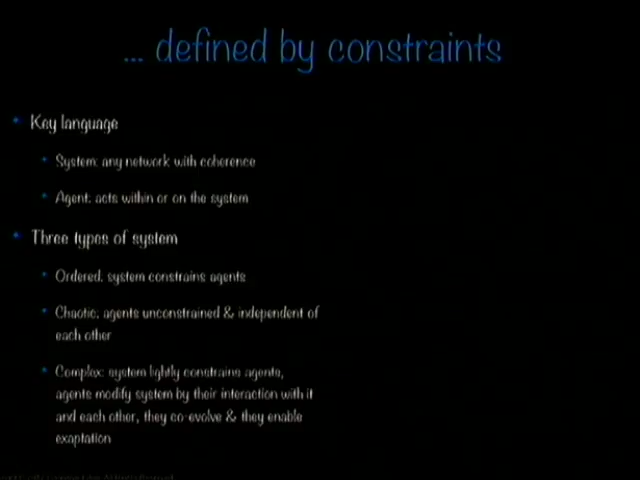 ... defined by constraints
Key language
System: any network with coherence
Agent: acts within or on the system
Three types of system
Ordered: system constrains agents
Chaotic: agents unconstrained & independent of
each other
Complex: system lightly constrains agents,
agents modify system by their interaction with it
and each other, they co-evolve & they enable
exaptation